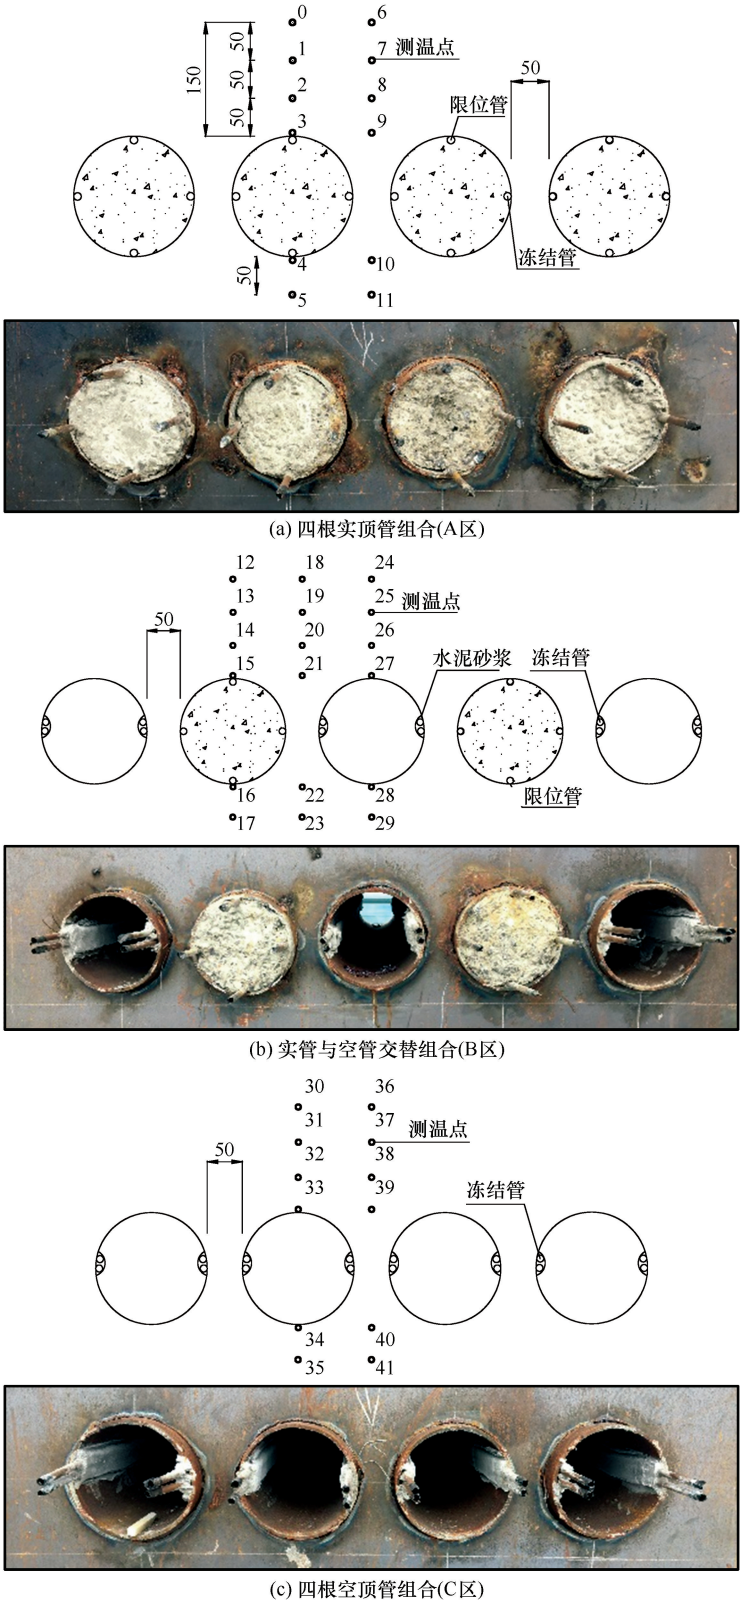 0 6
50
1 7 测温点
150 50 50
2 8 限位管
50
3 9
4 10 冻结管
50
5 11
(a) 四根实顶管组合(A区)
12 18 24
13 19 25 测温点
50
14 20 26
15 21 27 水泥砂浆 冻结管
16 22 28 限位管
17 23 29
(b) 实管与空管交替组合(B区)
30 36
31 37 测温点
50
32 38
33 39 冻结管
34 40
35 41
(c) 四根空顶管组合(C区)